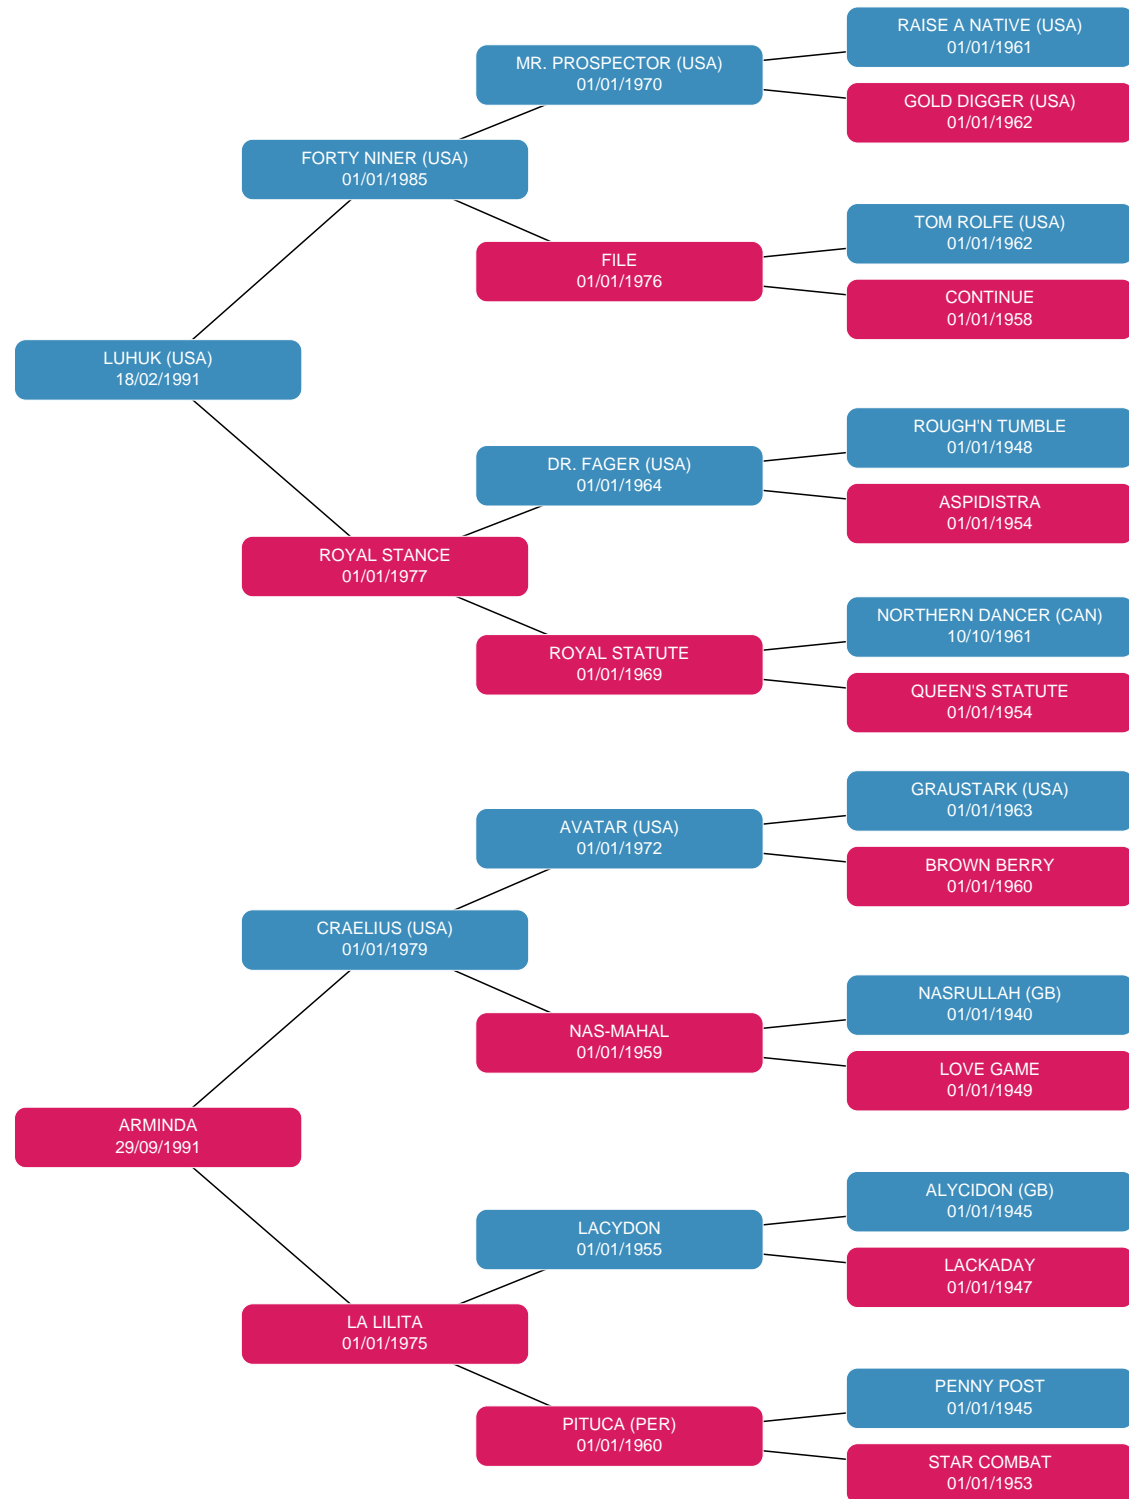 RAISE A NATIVE (USA)
01/01/1961
MR. PROSPECTOR (USA)
01/01/1970
GOLD DIGGER (USA)
01/01/1962
FORTY NINER (USA)
01/01/1985
TOM ROLFE (USA)
01/01/1962
FILE
01/01/1976
CONTINUE
01/01/1958
LUHUK (USA)
18/02/1991
ROUGH'N TUMBLE
01/01/1948
DR. FAGER (USA)
01/01/1964
ASPIDISTRA
01/01/1954
ROYAL STANCE
01/01/1977
NORTHERN DANCER (CAN)
10/10/1961
ROYAL STATUTE
01/01/1969
QUEEN'S STATUTE
01/01/1954
GRAUSTARK (USA)
01/01/1963
AVATAR (USA)
01/01/1972
BROWN BERRY
01/01/1960
CRAELIUS (USA)
01/01/1979
NASRULLAH (GB)
01/01/1940
NAS-MAHAL
01/01/1959
LOVE GAME
01/01/1949
ARMINDA
29/09/1991
ALYCIDON (GB)
01/01/1945
LACYDON
01/01/1955
LACKADAY
01/01/1947
LA LILITA
01/01/1975
PENNY POST
01/01/1945
PITUCA (PER)
01/01/1960
STAR COMBAT
01/01/1953